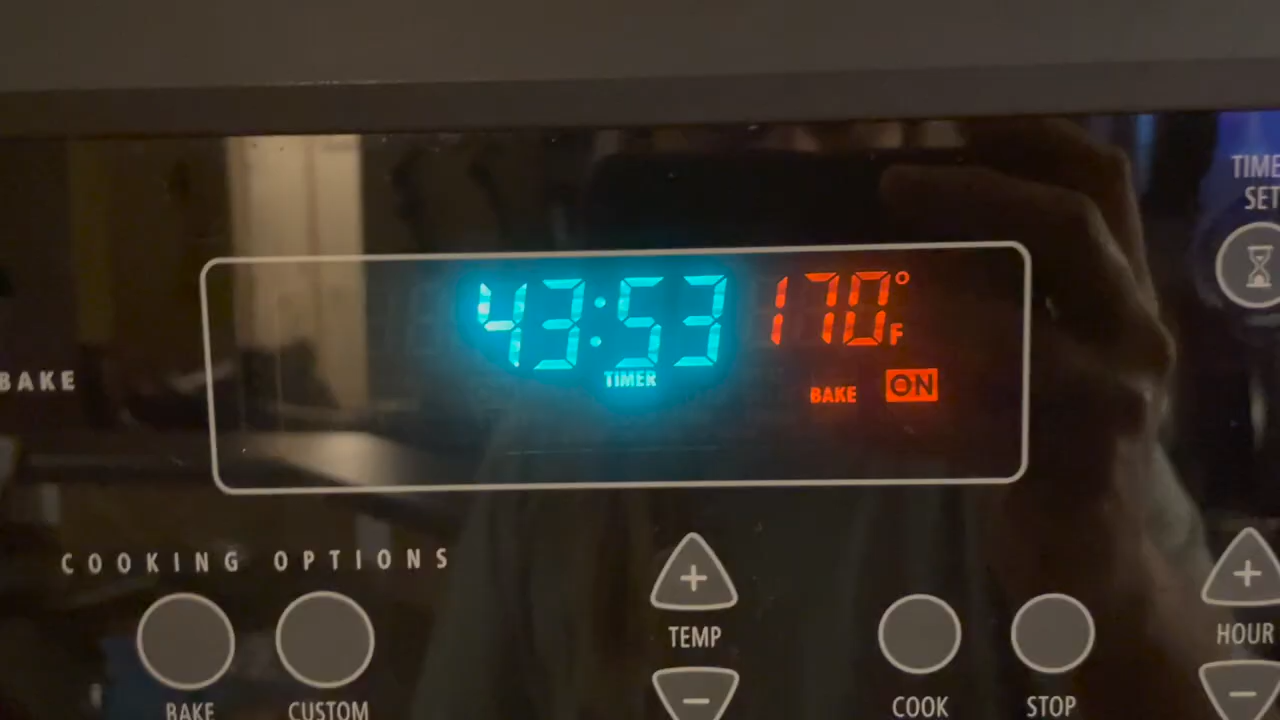 TIME
SET
43:53 170°F
TIMER
BAKE ON
BAKE
COOKING OPTIONS
+
+
TEMP
HOUR
−
−
BAKE
CUSTOM
COOK
STOP